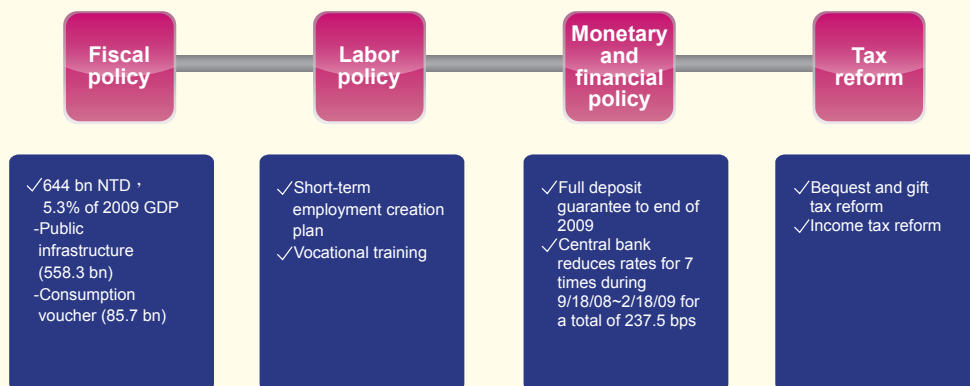 Fiscal
policy
Labor
policy
Monetary
and
financial
policy
Tax
reform
✓644 bn NTD，
5.3% of 2009 GDP
-Public
infrastructure
(558.3 bn)
-Consumption
voucher (85.7 bn)
✓Short-term
employment creation
plan
✓Vocational training
✓Full deposit
guarantee to end of
2009
✓Central bank
reduces rates for 7
times during
9/18/08~2/18/09 for
a total of 237.5 bps
✓Bequest and gift
tax reform
✓Income tax reform